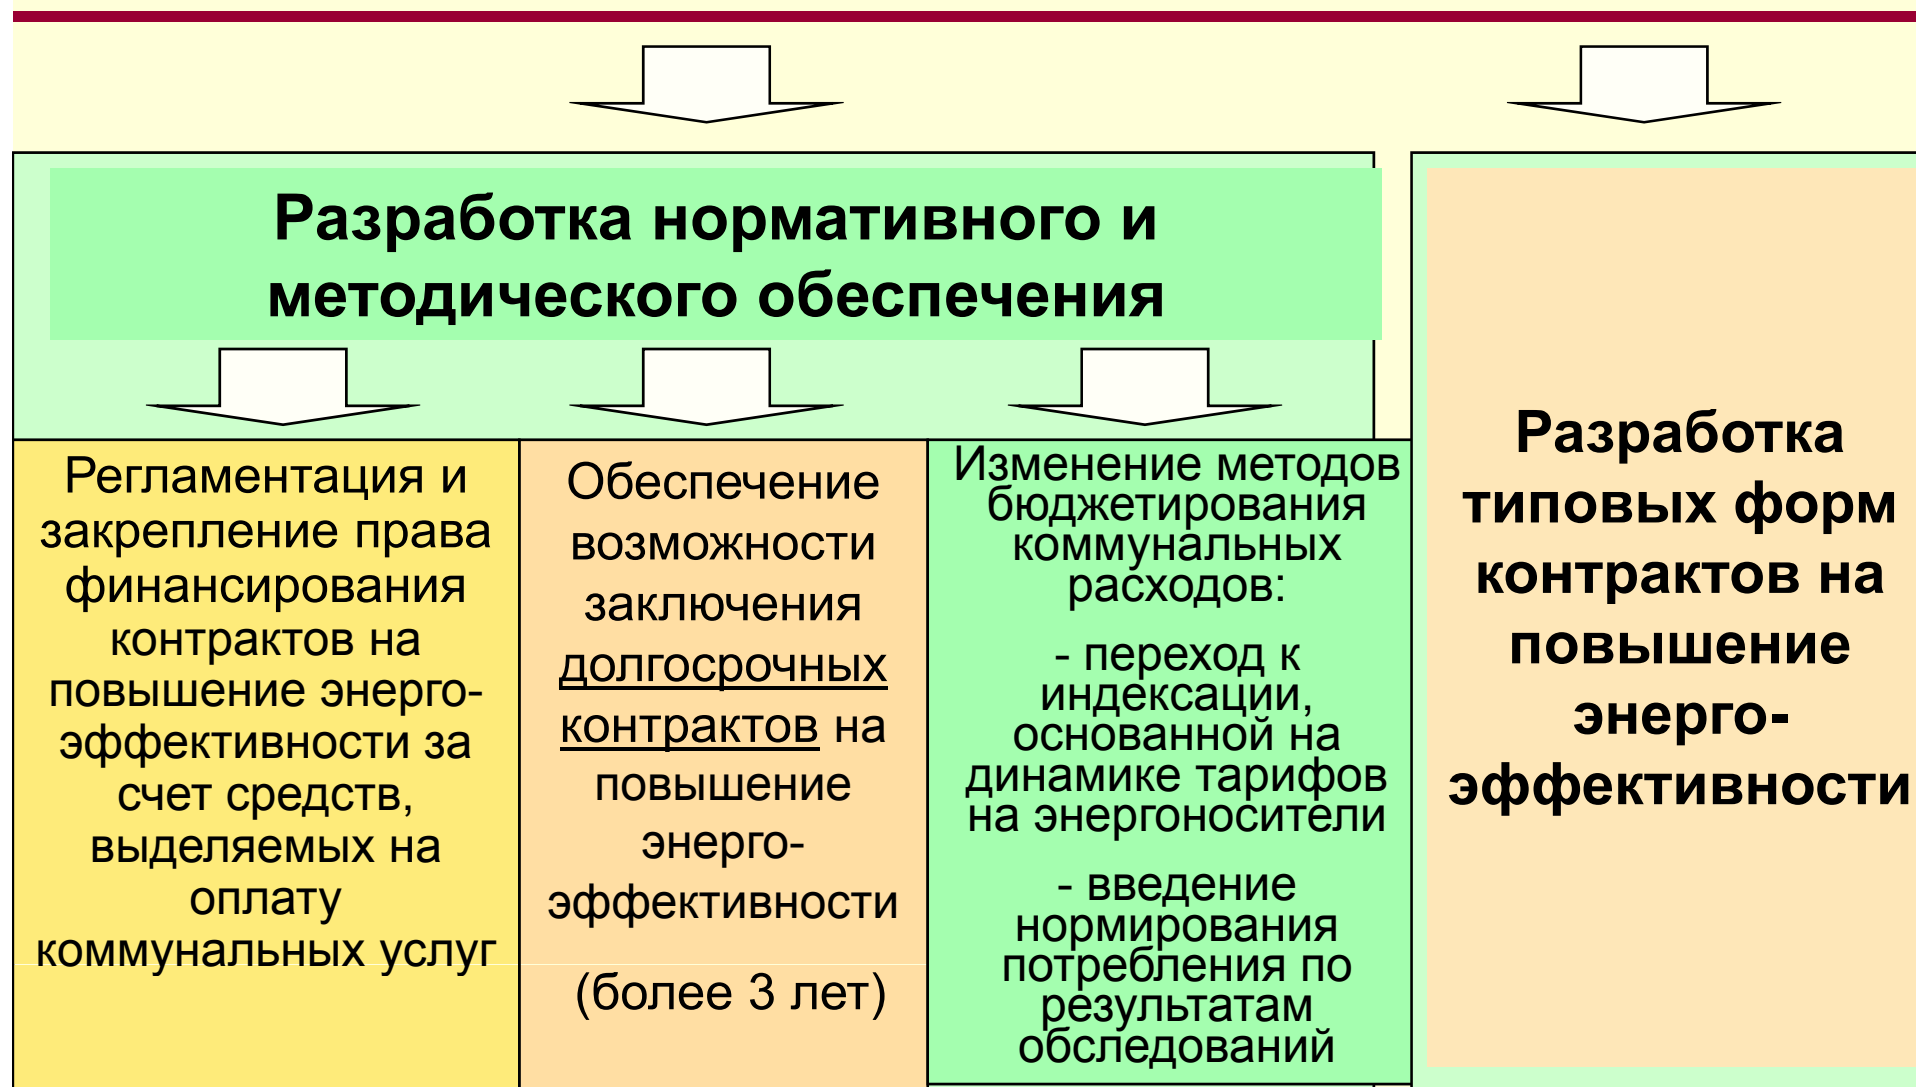 Разработка нормативного и
методического обеспечения
Регламентация и
закрепление права
финансирования
контрактов на
повышение энерго-
эффективности за
счет средств,
выделяемых на
оплату
коммунальных услуг
Обеспечение
возможности
заключения
долгосрочных
контрактов на
повышение
энерго-
эффективности
(более 3 лет)
Изменение методов
бюджетирования
коммунальных
расходов:
- переход к
индексации,
основанной на
динамике тарифов
на энергоносители
- введение
нормирования
потребления по
результатам
обследований
Разработка
типовых форм
контрактов на
повышение
энерго-
эффективности